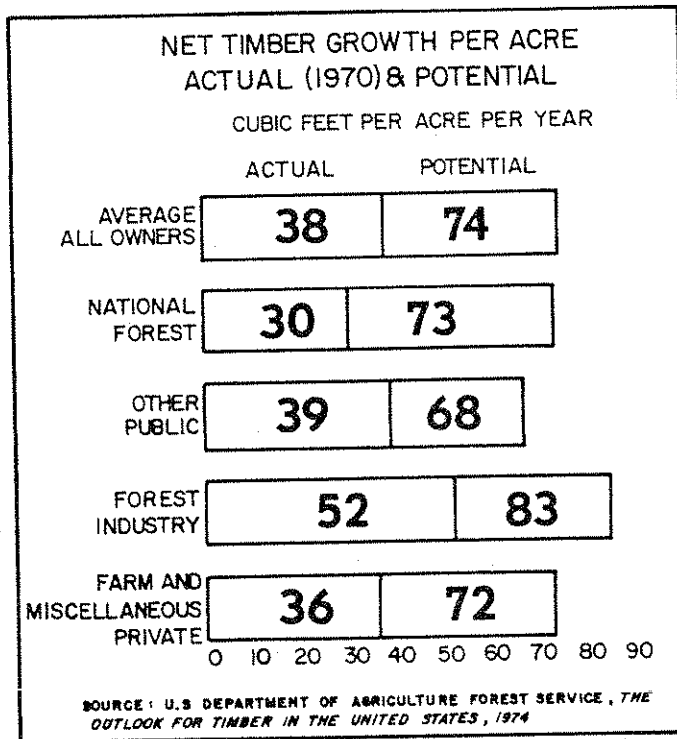 NET TIMBER GROWTH PER ACRE
ACTUAL (1970) & POTENTIAL
CUBIC FEET PER ACRE PER YEAR
ACTUAL POTENTIAL
AVERAGE
ALL OWNERS
38 74
NATIONAL
FOREST
30 73
OTHER
PUBLIC
39 68
FOREST
INDUSTRY
52 83
FARM AND
MISCELLANEOUS
PRIVATE
36 72
0 10 20 30 40 50 60 70 80 90
SOURCE: U.S DEPARTMENT OF AGRICULTURE FOREST SERVICE, THE
OUTLOOK FOR TIMBER IN THE UNITED STATES, 1974